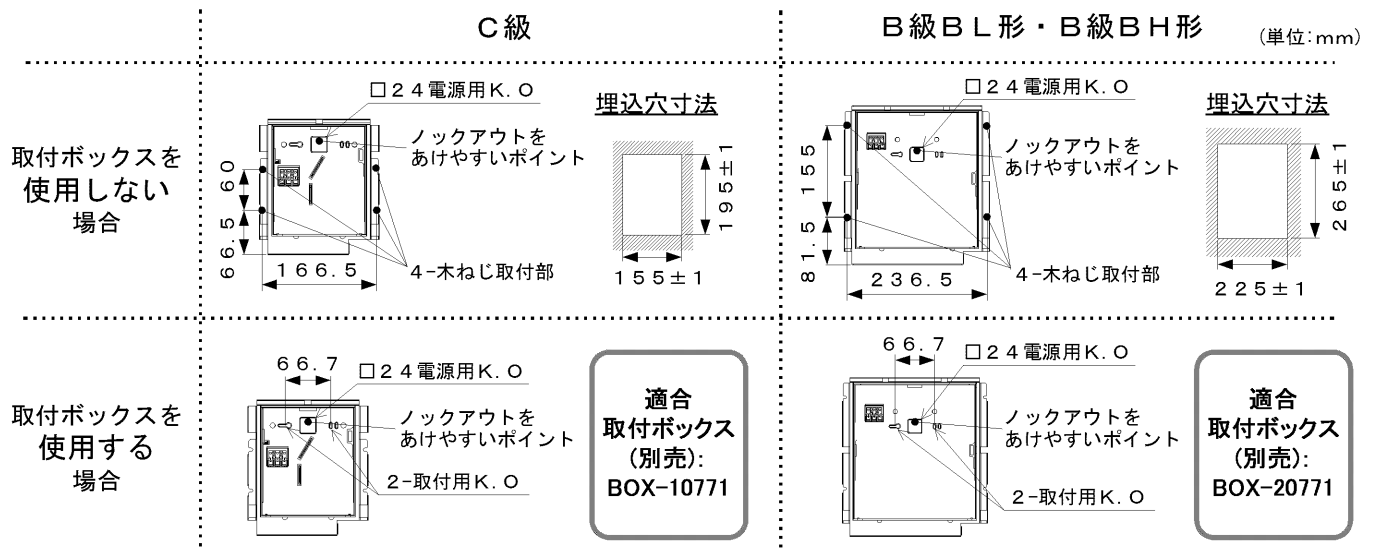 C級
B級BL形・B級BH形
(単位:mm)
取付ボックスを
使用しない
場合
□24電源用K.O
ノックアウトを
あけやすいポイント
60
66.5
166.5
4-木ねじ取付部
埋込穴寸法
195±1
155±1
□24電源用K.O
ノックアウトを
あけやすいポイント
155
81.5
236.5
4-木ねじ取付部
埋込穴寸法
265±1
225±1
取付ボックスを
使用する
場合
66.7
□24電源用K.O
ノックアウトを
あけやすいポイント
2-取付用K.O
適合
取付ボックス
(別売):
BOX-10771
66.7
□24電源用K.O
ノックアウトを
あけやすいポイント
2-取付用K.O
適合
取付ボックス
(別売):
BOX-20771